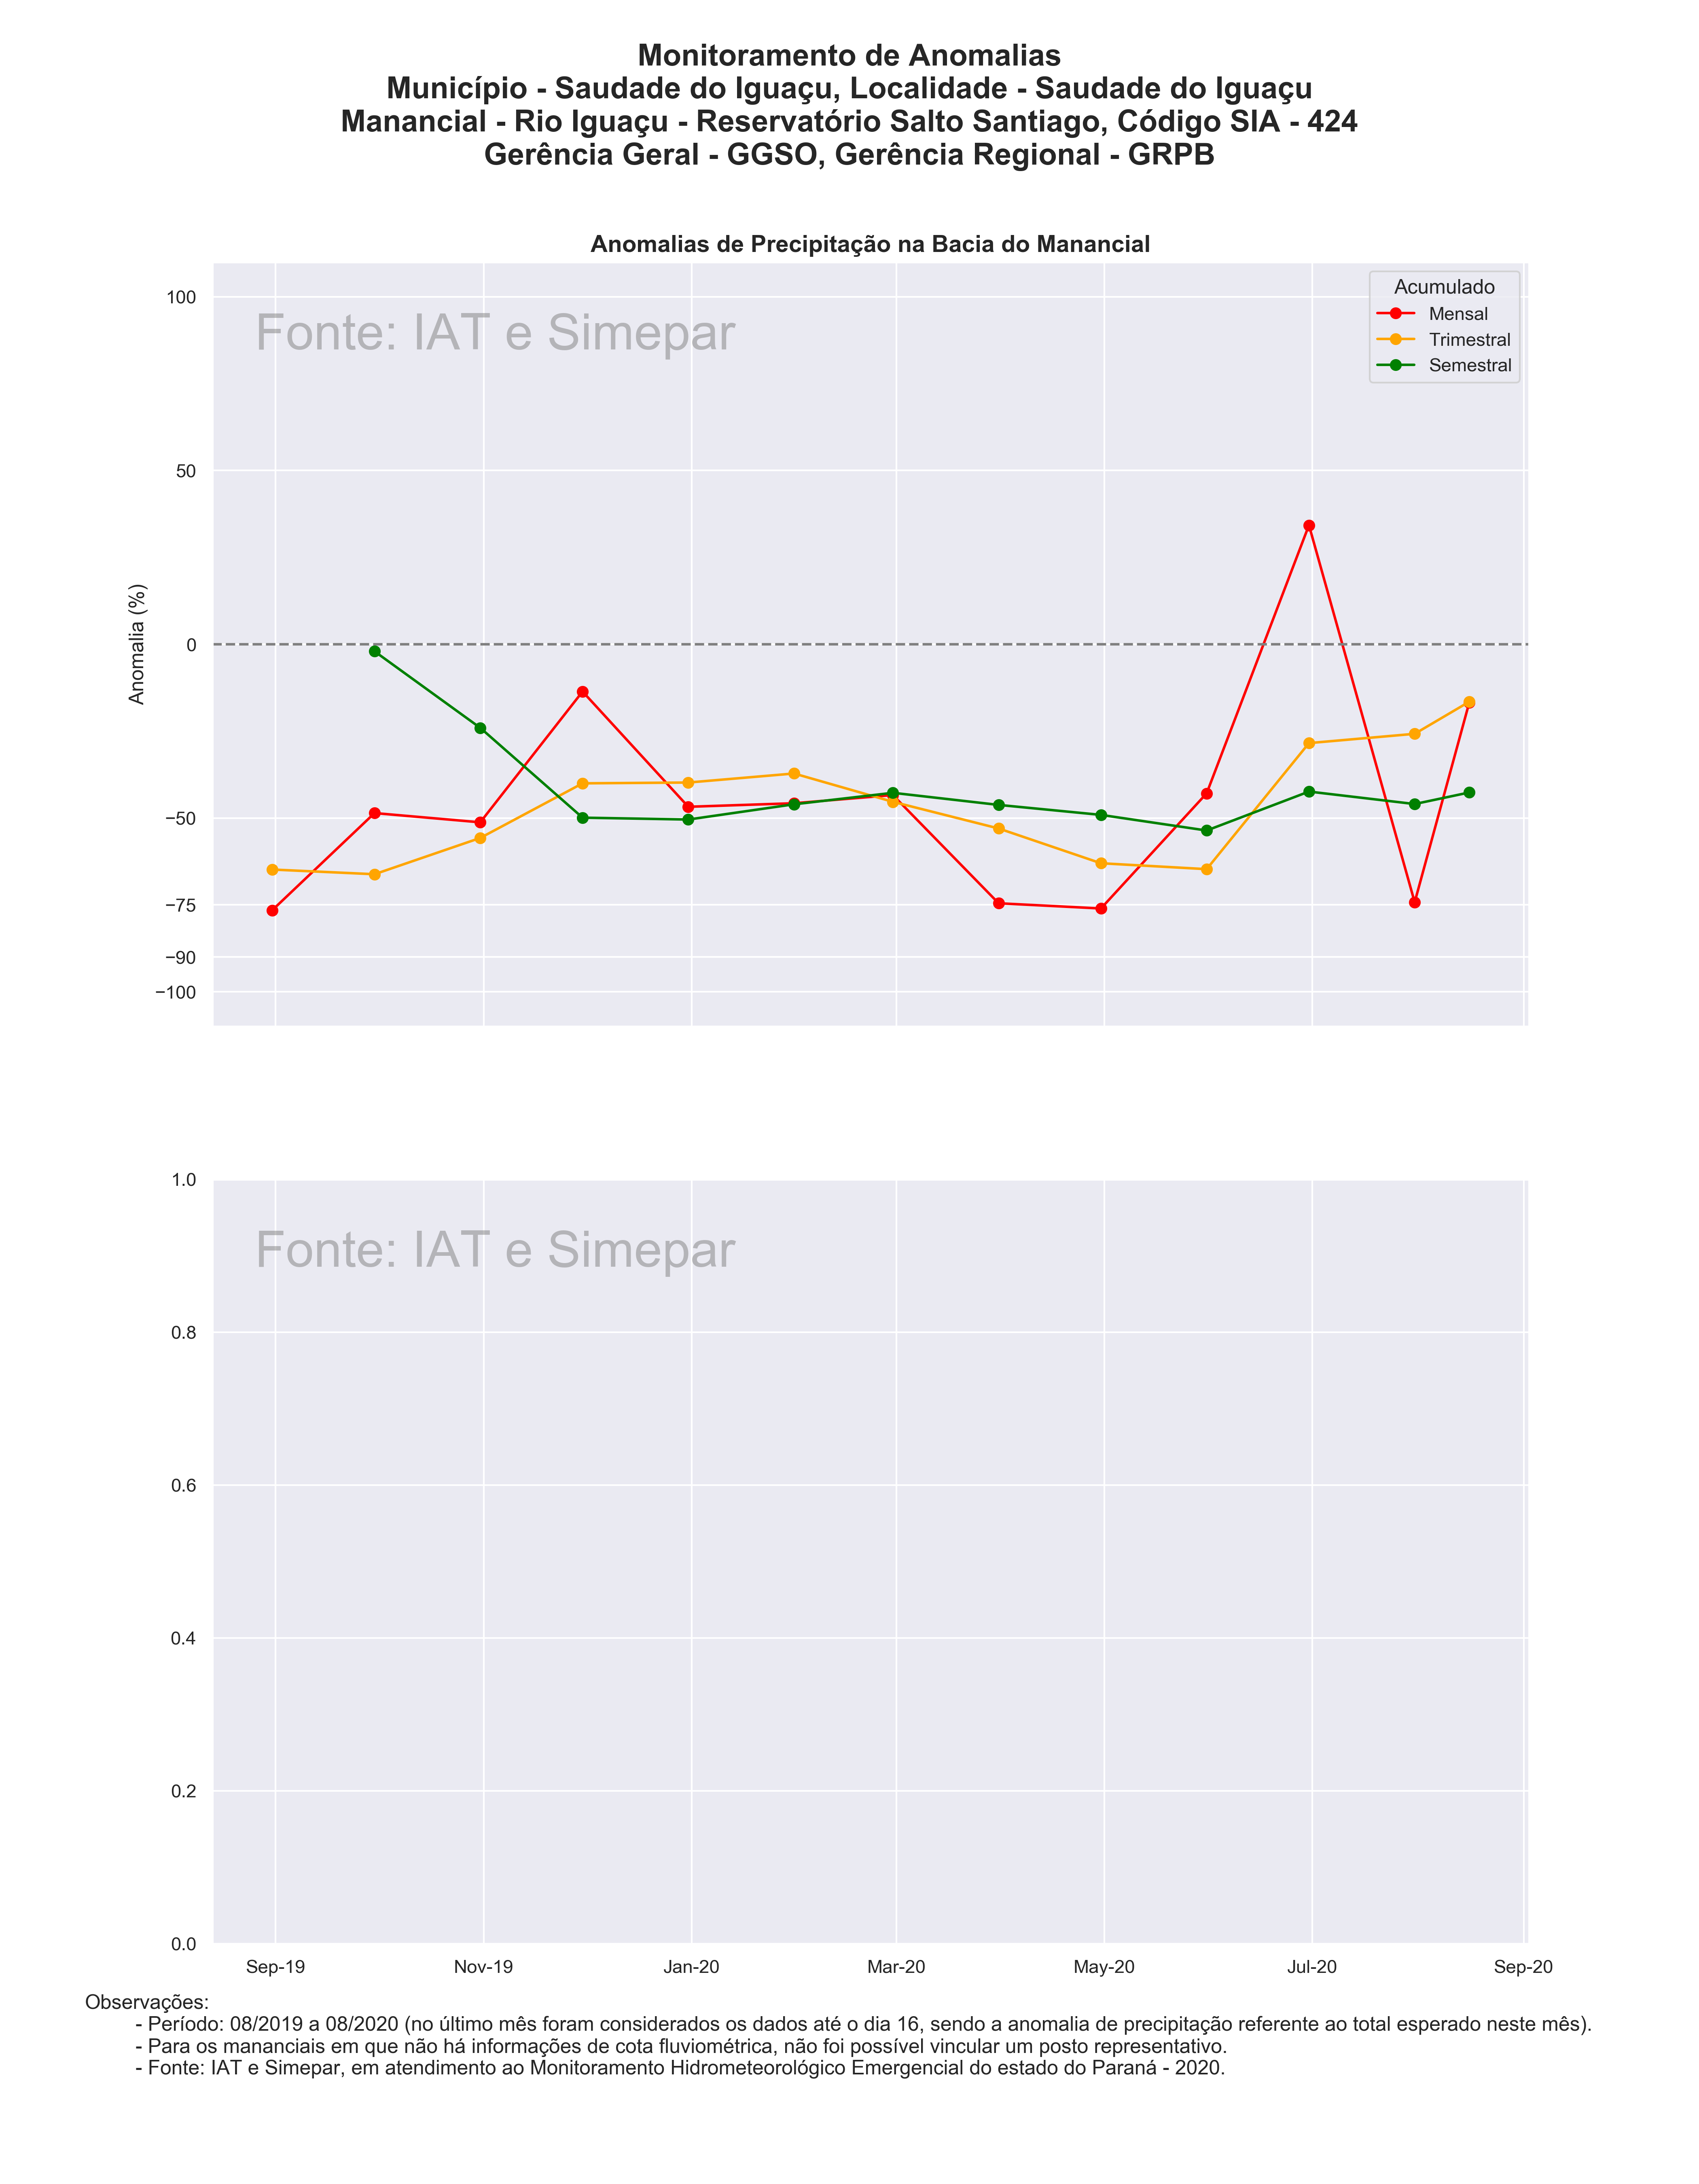 Monitoramento de Anomalias
Município - Saudade do Iguaçu, Localidade - Saudade do Iguaçu
Manancial - Rio Iguaçu - Reservatório Salto Santiago, Código SIA - 424
Gerência Geral - GGSO, Gerência Regional - GRPB
Anomalias de Precipitação na Bacia do Manancial
Fonte: IAT e Simepar
Acumulado
Mensal
Trimestral
Semestral
Anomalia (%)
100
50
0
−50
−75
−90
−100
Fonte: IAT e Simepar
1.0
0.8
0.6
0.4
0.2
0.0
Sep-19 Nov-19 Jan-20 Mar-20 May-20 Jul-20 Sep-20
Observações:
- Período: 08/2019 a 08/2020 (no último mês foram considerados os dados até o dia 16, sendo a anomalia de precipitação referente ao total esperado neste mês).
- Para os mananciais em que não há informações de cota fluviométrica, não foi possível vincular um posto representativo.
- Fonte: IAT e Simepar, em atendimento ao Monitoramento Hidrometeorológico Emergencial do estado do Paraná - 2020.